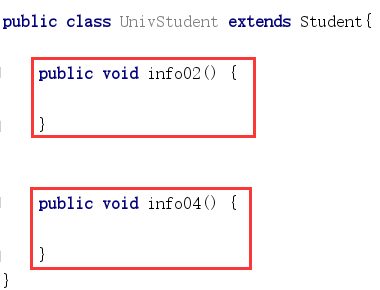 public class UnivStudent extends Student{
public void info02() {
}
public void info04() {
}
}